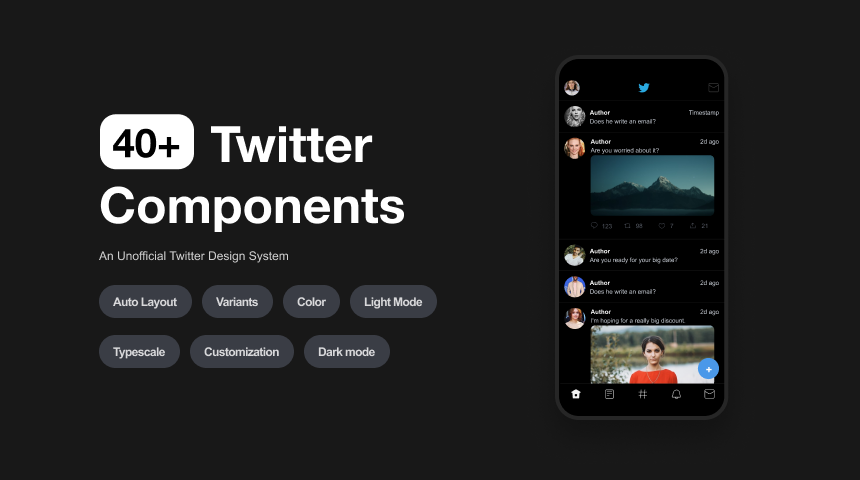 40+ Twitter
Components
An Unofficial Twitter Design System
Auto Layout Variants Color Light Mode
Typescale Customization Dark mode
Author Timestamp
Does he write an email?
Author 2d ago
Are you worried about it?
123 98 7 21
Author 2d ago
Are you ready for your big date?
Author 2d ago
Does he write an email?
Author 2d ago
I'm hoping for a really big discount.
+